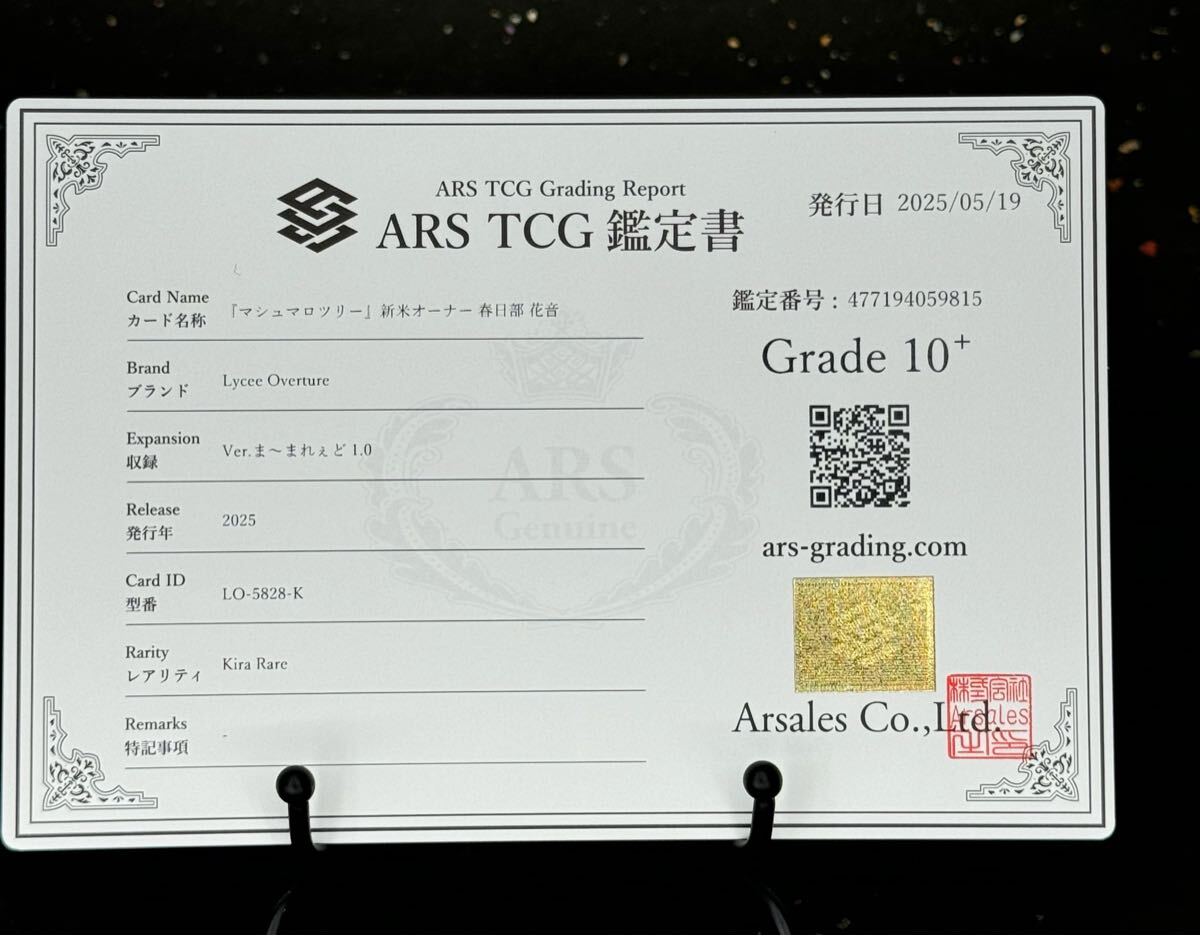 ARS TCG Grading Report
ARS TCG 鑑定書
発行日 2025/05/19
Card Name
カード名称
『マシュマロツリー』新米オーナー 春日部 花音
Brand
ブランド
Lycee Overture
Expansion
収録
Ver.ま～まれぇど 1.0
Release
発行年
2025
Card ID
型番
LO-5828-K
Rarity
レアリティ
Kira Rare
Remarks
特記事項
-
ARS
Genuine
鑑定番号：477194059815
Grade 10+
ars-grading.com
Arsales Co.,Ltd.
株式会社
Arsales